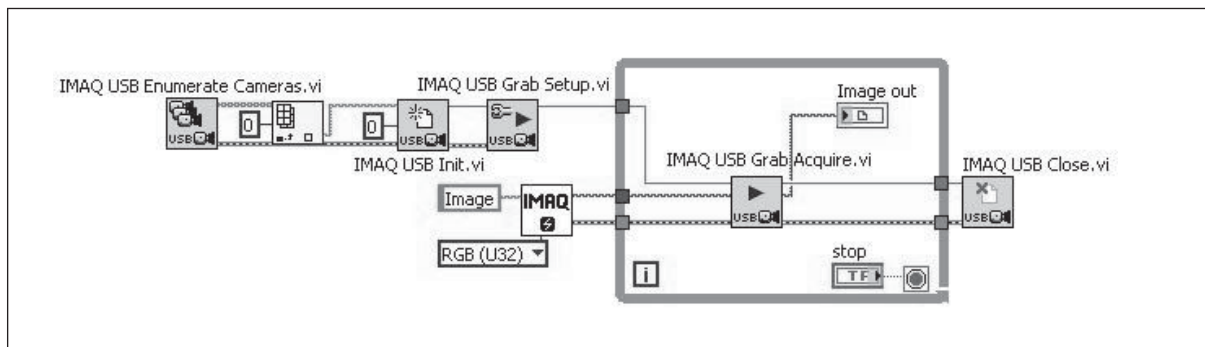 IMAQ USB Enumerate Cameras.vi
IMAQ USB Grab Setup.vi
Image out
USB
0
0
USB
USB
IMAQ USB Init.vi
IMAQ USB Grab Acquire.vi
IMAQ USB Close.vi
Image
IMAQ
USB
USB
RGB (U32)
stop
i
TF